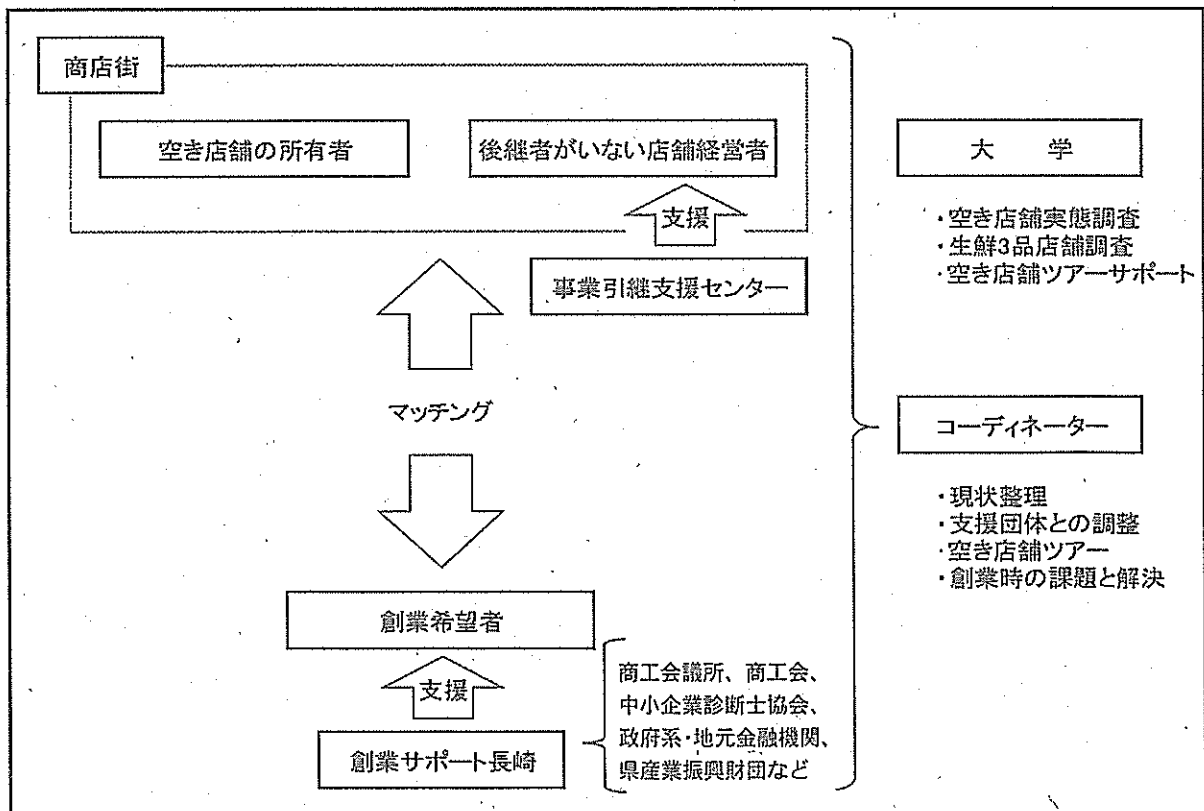 商店街
空き店舗の所有者
後継者がいない店舗経営者
支援
事業引継支援センター
マッチング
創業希望者
支援
創業サポート長崎
商工会議所、商工会、
中小企業診断士協会、
政府系・地元金融機関、
県産業振興財団など
大　学
・空き店舗実態調査
・生鮮3品店舗調査
・空き店舗ツアーサポート
コーディネーター
・現状整理
・支援団体との調整
・空き店舗ツアー
・創業時の課題と解決